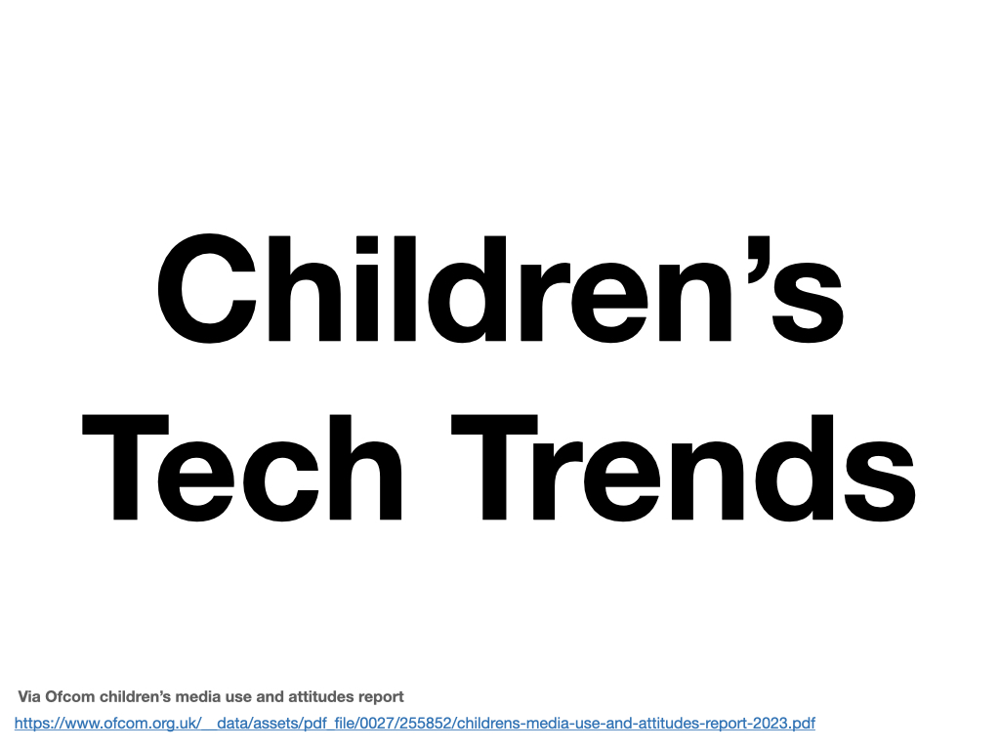 Children’s
Tech Trends
Via Ofcom children’s media use and attitudes report
https://www.ofcom.org.uk/__data/assets/pdf_file/0027/255852/childrens-media-use-and-attitudes-report-2023.pdf